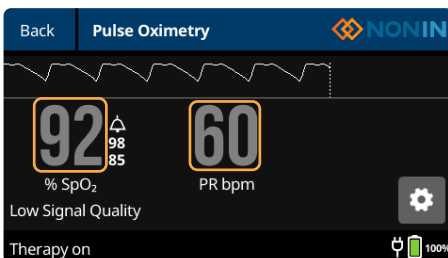 Back
Pulse Oximetry
NONIN
92
98
85
60
% SpO₂
PR bpm
Low Signal Quality
Therapy on
100%